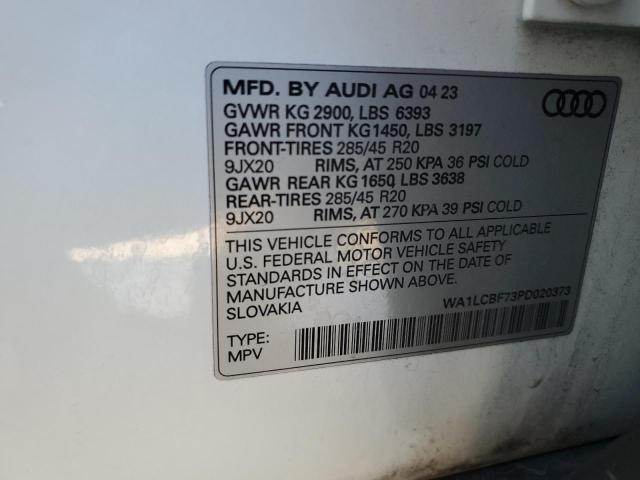 MFD. BY AUDI AG 04 23
GVWR KG 2900, LBS 6393
GAWR FRONT KG1450, LBS 3197
FRONT-TIRES 285/45 R20
9JX20 RIMS, AT 250 KPA 36 PSI COLD
GAWR REAR KG 1650, LBS 3638
REAR-TIRES 285/45 R20
9JX20 RIMS, AT 270 KPA 39 PSI COLD
THIS VEHICLE CONFORMS TO ALL APPLICABLE
U.S. FEDERAL MOTOR VEHICLE SAFETY
STANDARDS IN EFFECT ON THE DATE OF
MANUFACTURE SHOWN ABOVE.
SLOVAKIA
WA1LCBF73PD020373
TYPE:
MPV